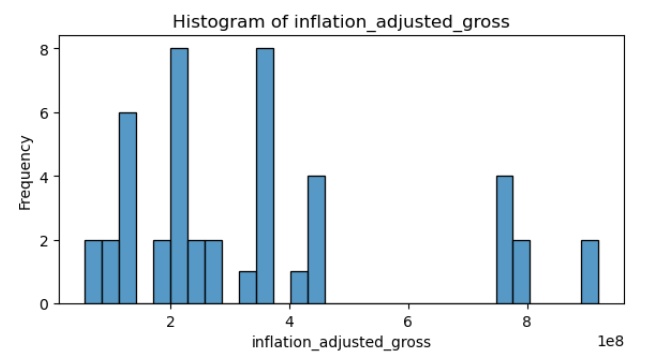 Histogram of inflation_adjusted_gross
Frequency
8
6
4
2
0
2
4
6
8
1e8
inflation_adjusted_gross